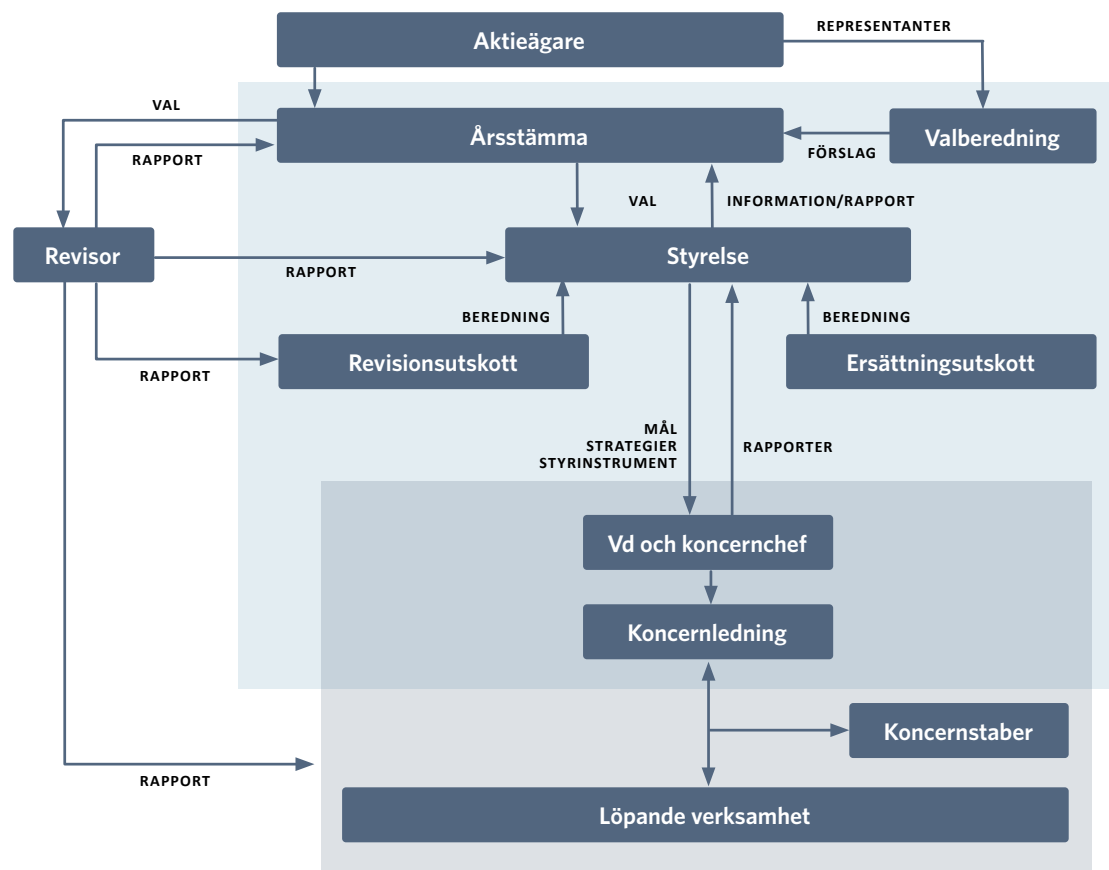 REPRESENTANTER
Aktieägare
VAL
Årsstämma
Valberedning
RAPPORT
FÖRSLAG
VAL
INFORMATION/RAPPORT
Revisor
Styrelse
RAPPORT
BEREDNING
BEREDNING
Revisionsutskott
Ersättningsutskott
RAPPORT
MÅL
STRATEGIER
STYRINSTRUMENT
RAPPORTER
Vd och koncernchef
Koncernledning
Koncernstaber
RAPPORT
Löpande verksamhet